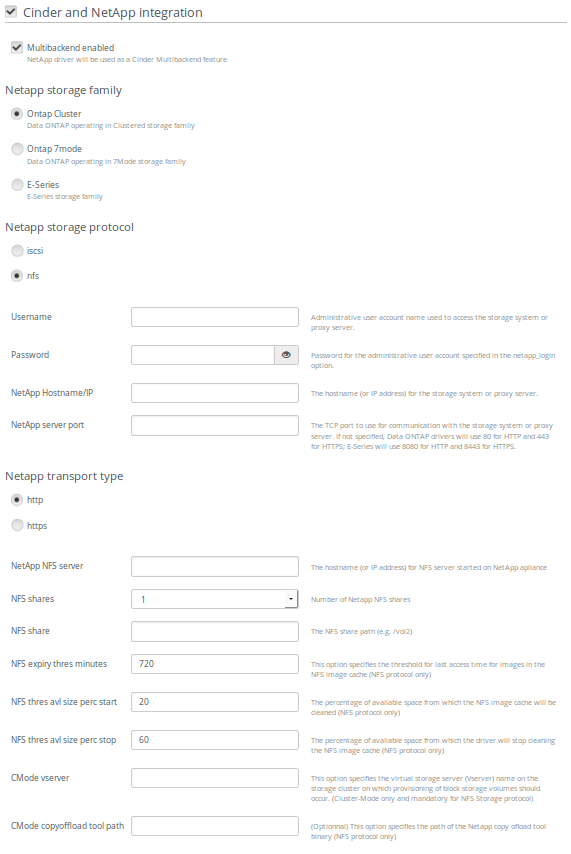 Cinder and NetApp integration
Multibackend enabled
NetApp driver will be used as a Cinder Multibackend feature
Netapp storage family
Ontap Cluster
Data ONTAP operating in Clustered storage family
Ontap 7mode
Data ONTAP operating in 7Mode storage family
E-Series
E-Series storage family
Netapp storage protocol
iscsi
nfs
Username
Administrative user account name used to access the storage system or
proxy server.
Password
Password for the administrative user account specified in the netapp_login
option.
NetApp Hostname/IP
The hostname (or IP address) for the storage system or proxy server.
NetApp server port
The TCP port to use for communication with the storage system or proxy
server. If not specified, Data ONTAP drivers will use 80 for HTTP and 443
for HTTPS; E-Series will use 8080 for HTTP and 8443 for HTTPS.
Netapp transport type
http
https
NetApp NFS server
The hostname (or IP address) for NFS server started on NetApp apliance
NFS shares
1
Number of Netapp NFS shares
NFS share
The NFS share path (e.g. /vol2)
NFS expiry thres minutes
720
This option specifies the threshold for last access time for images in the
NFS image cache (NFS protocol only)
NFS thres avl size perc start
20
The percentage of available space from which the NFS image cache will be
cleaned (NFS protocol only)
NFS thres avl size perc stop
60
The percentage of available space from which the driver will stop cleaning
the NFS image cache (NFS protocol only)
CMode vserver
This option specifies the virtual storage server (Vserver) name on the
storage cluster on which provisioning of block storage volumes should
occur. (Cluster-Mode only and mandatory for NFS Storage protocol)
CMode copyoffload tool path
(Optionnal) This option specifies the path of the Netapp copy ofload tool
binary (NFS protocol only)